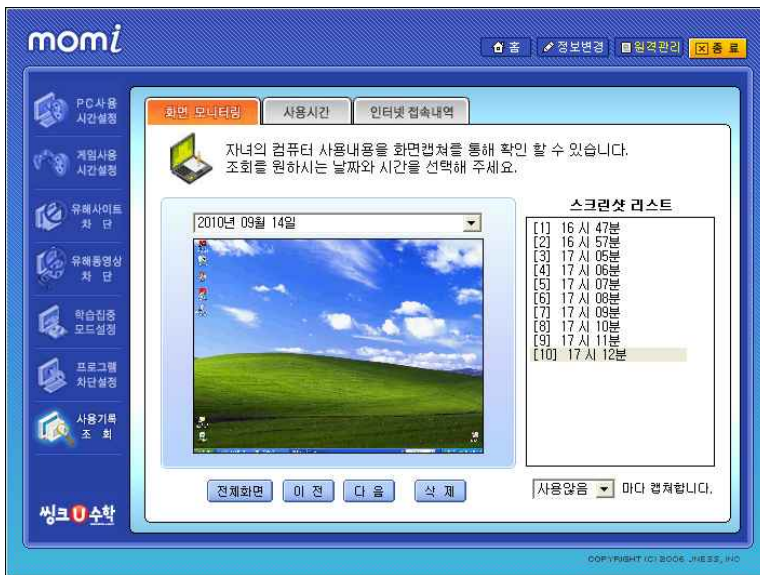 momi
홈
정보변경
원격관리
종 료
PC사용
시간설정
게임사용
시간설정
유해사이트
차 단
유해동영상
차 단
학습집중
모드설정
프로그램
차단설정
사용기록
조 회
씽크U수학
화면 모니터링
사용시간
인터넷 접속내역
자녀의 컴퓨터 사용내용을 화면캡쳐를 통해 확인 할 수 있습니다.
조회를 원하시는 날짜와 시간을 선택해 주세요.
2010년 09월 14일
스크린샷 리스트
[1] 16 시 47분
[2] 16 시 57분
[3] 17 시 05분
[4] 17 시 06분
[5] 17 시 07분
[6] 17 시 08분
[7] 17 시 09분
[8] 17 시 10분
[9] 17 시 11분
[10] 17 시 12분
전체화면
이 전
다 음
삭 제
사용않음 마다 캡쳐합니다.
COPYRIGHT (C) 2006 JNESS, INC